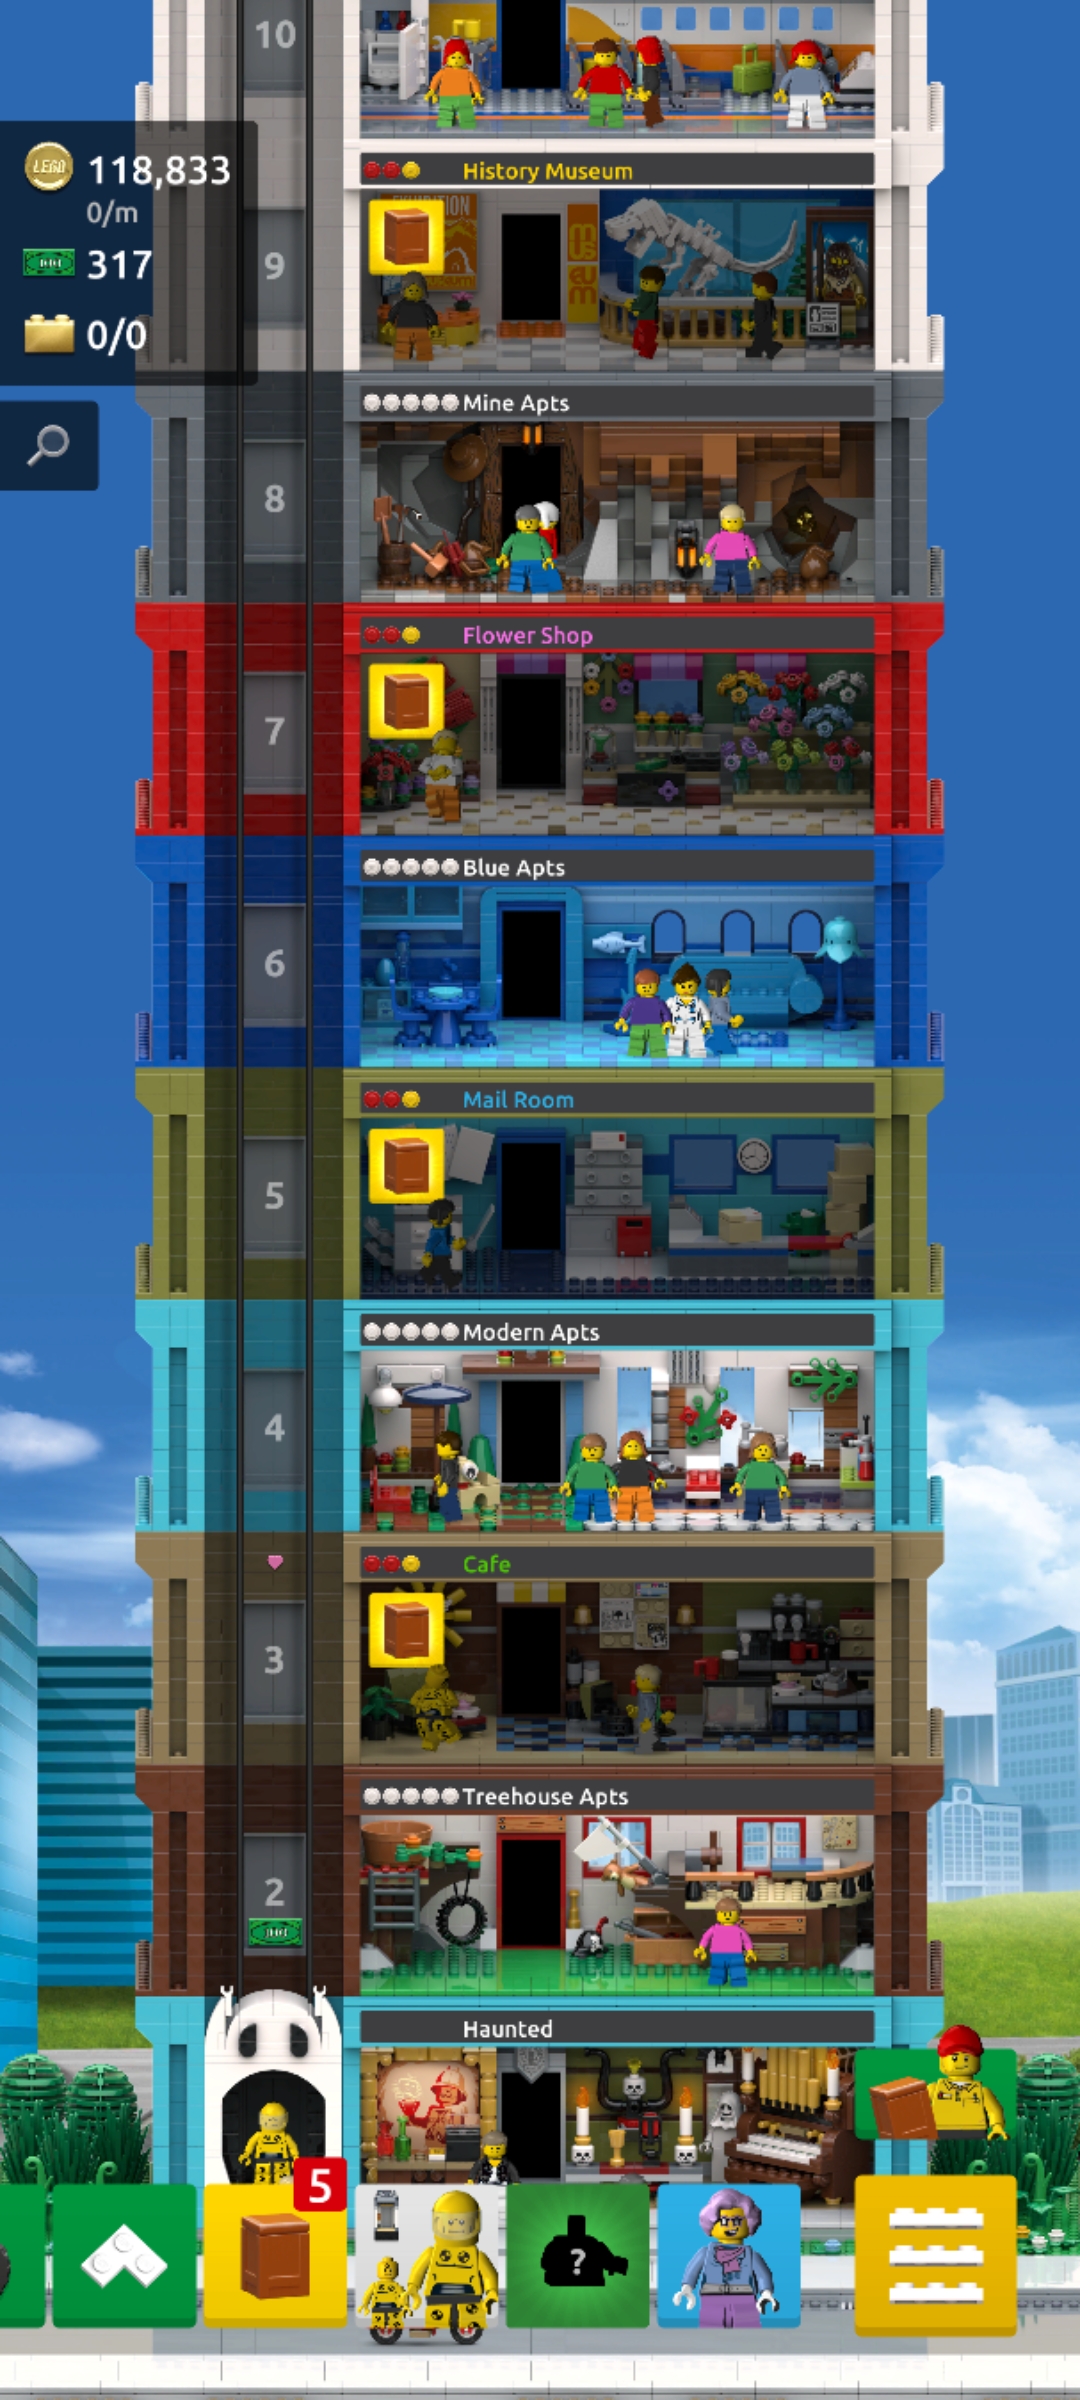 10
LEGO 118,833
0/m
317
0/0
History Museum
EXHIBITION
museum
9
Mine Apts
8
Flower Shop
7
Blue Apts
6
Mail Room
5
Modern Apts
4
Cafe
3
Treehouse Apts
2
Haunted
5
?